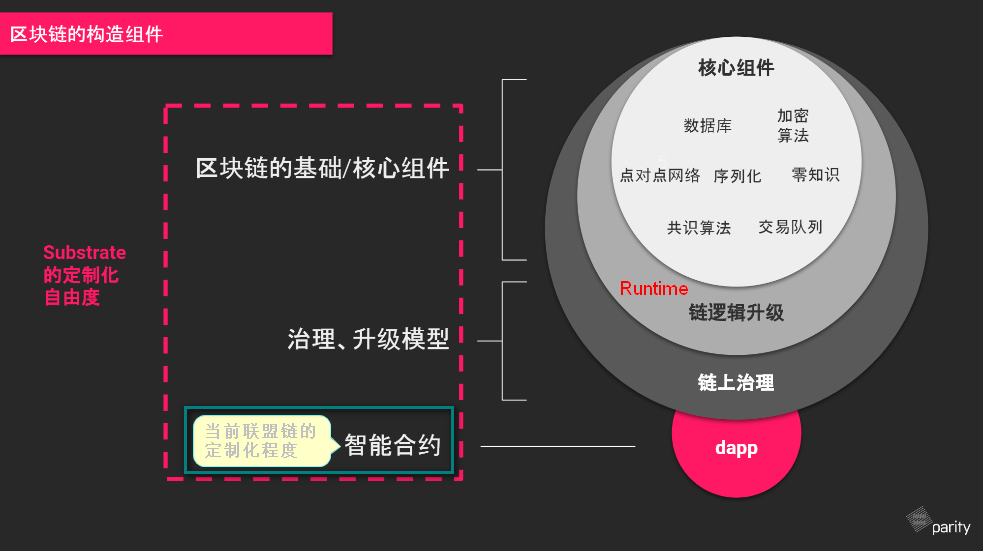 区块链的构造组件
Substrate
的定制化
自由度
区块链的基础/核心组件
治理、升级模型
当前联盟链的
定制化程度
智能合约
核心组件
数据库
加密
算法
点对点网络
序列化
零知识
共识算法
交易队列
Runtime
链逻辑升级
链上治理
dapp
parity